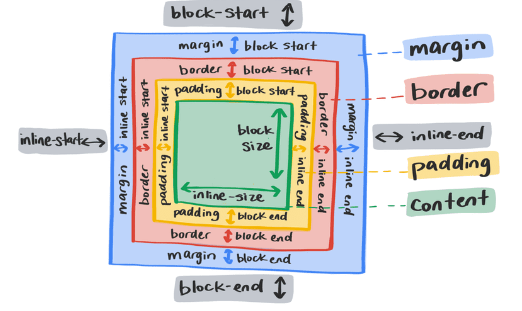 block-start
margin block start
margin
border block start
border
padding block start
inline-start
margin inline start
border inline start
padding inline start
block
size
inline-size
padding inline end
border inline end
margin inline end
inline-end
padding
content
padding block end
border block end
margin block end
block-end